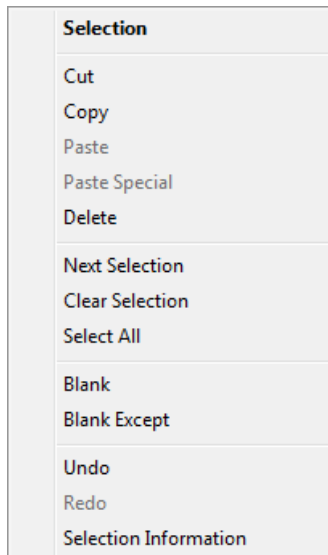 Selection
Cut
Copy
Paste
Paste Special
Delete
Next Selection
Clear Selection
Select All
Blank
Blank Except
Undo
Redo
Selection Information